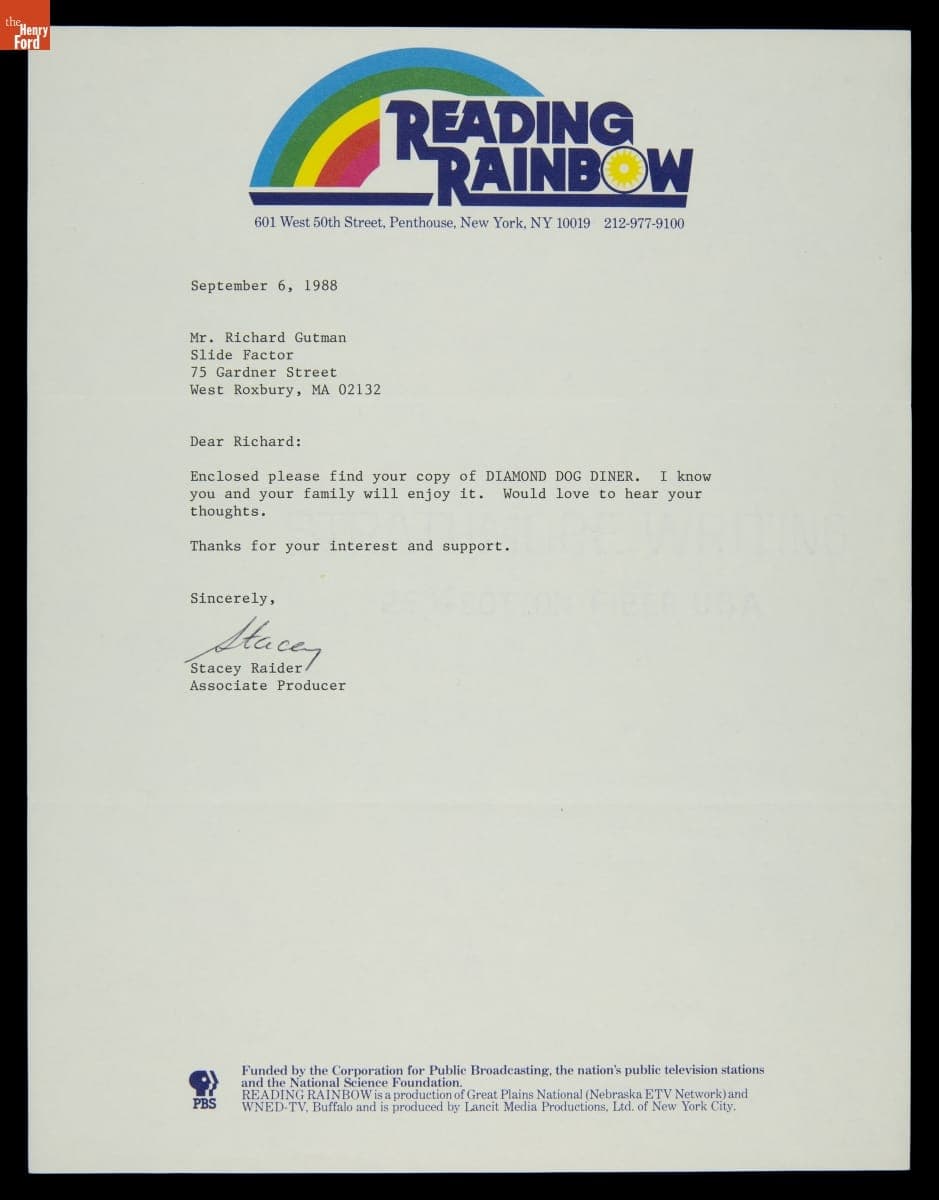 the
Henry
Ford
READING
RAINBOW
601 West 50th Street, Penthouse, New York, NY 10019 212-977-9100
September 6, 1988
Mr. Richard Gutman
Slide Factor
75 Gardner Street
West Roxbury, MA 02132
Dear Richard:
Enclosed please find your copy of DIAMOND DOG DINER. I know
you and your family will enjoy it. Would love to hear your
thoughts.
Thanks for your interest and support.
Sincerely,
Stacey
Stacey Raider
Associate Producer
PBS
Funded by the Corporation for Public Broadcasting, the nation's public television stations
and the National Science Foundation.
READING RAINBOW is a production of Great Plains National (Nebraska ETV Network) and
WNED-TV, Buffalo and is produced by Lancit Media Productions, Ltd. of New York City.